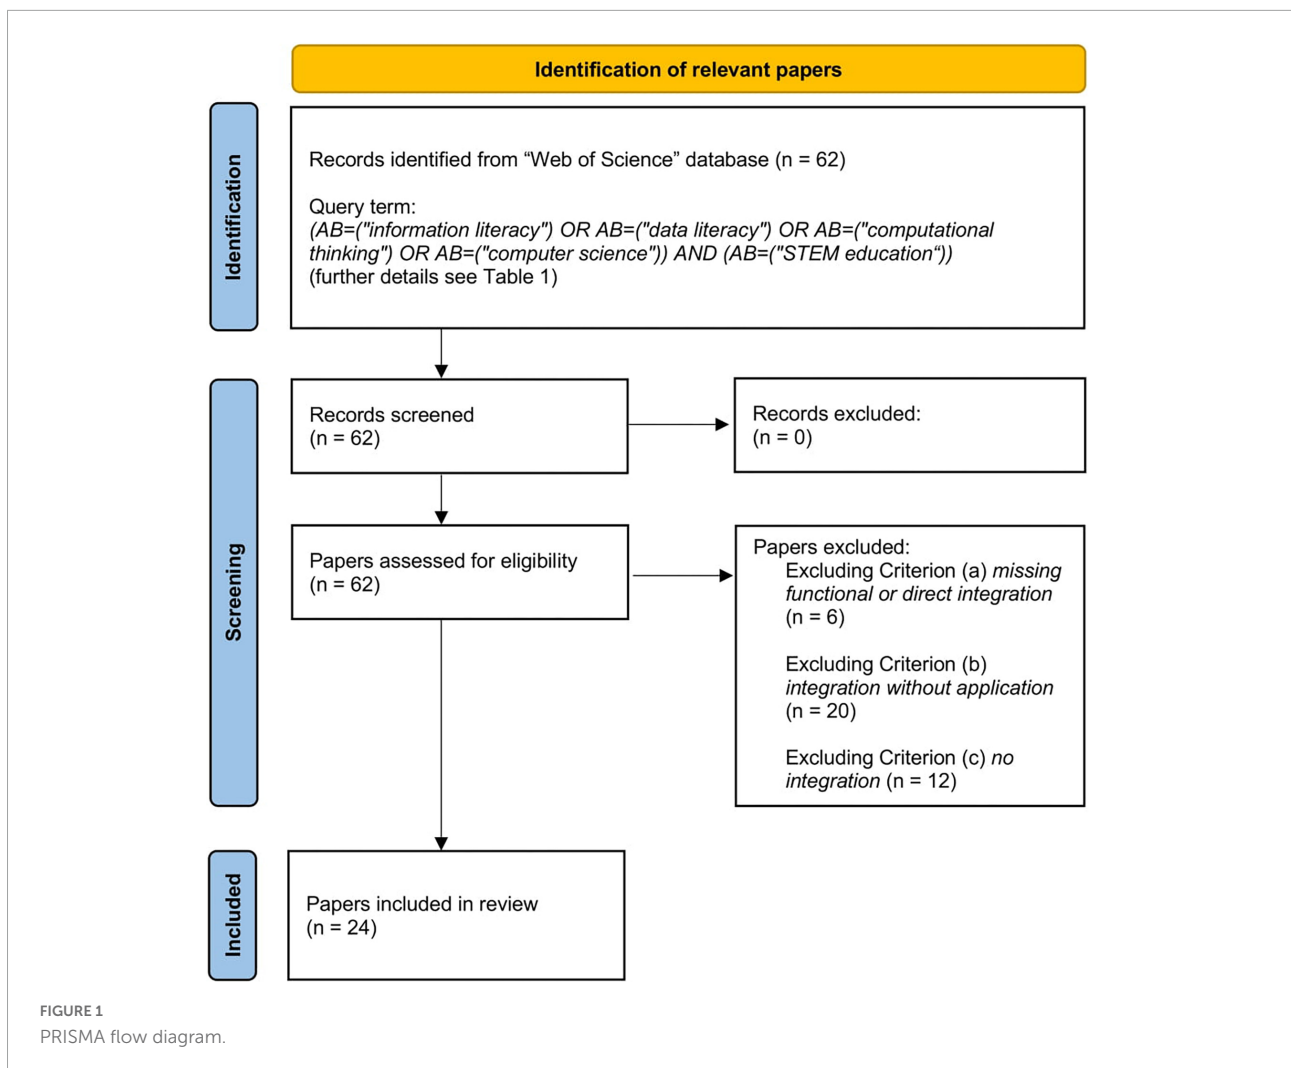 Identification of relevant papers
Identification
Records identified from “Web of Science” database (n = 62)
Query term:
(AB=("information literacy") OR AB=("data literacy") OR AB=("computational
thinking") OR AB=("computer science")) AND (AB=("STEM education“))
(further details see Table 1)
Screening
Records screened
(n = 62)
Records excluded:
(n = 0)
Papers assessed for eligibility
(n = 62)
Papers excluded:
Excluding Criterion (a) missing
functional or direct integration
(n = 6)
Excluding Criterion (b)
integration without application
(n = 20)
Excluding Criterion (c) no
integration (n = 12)
Included
Papers included in review
(n = 24)
FIGURE 1
PRISMA flow diagram.